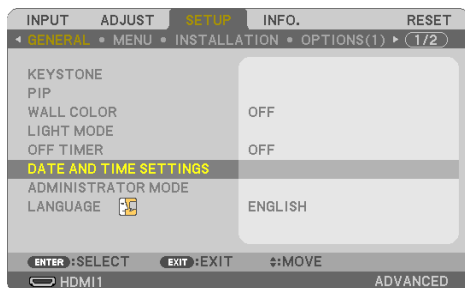 INPUT ADJUST SETUP INFO. RESET
GENERAL • MENU • INSTALLATION • OPTIONS(1) 1/2
KEYSTONE
PIP
WALL COLOR OFF
LIGHT MODE
OFF TIMER OFF
DATE AND TIME SETTINGS
ADMINISTRATOR MODE
LANGUAGE ENGLISH
ENTER :SELECT EXIT :EXIT :MOVE
HDMI1 ADVANCED